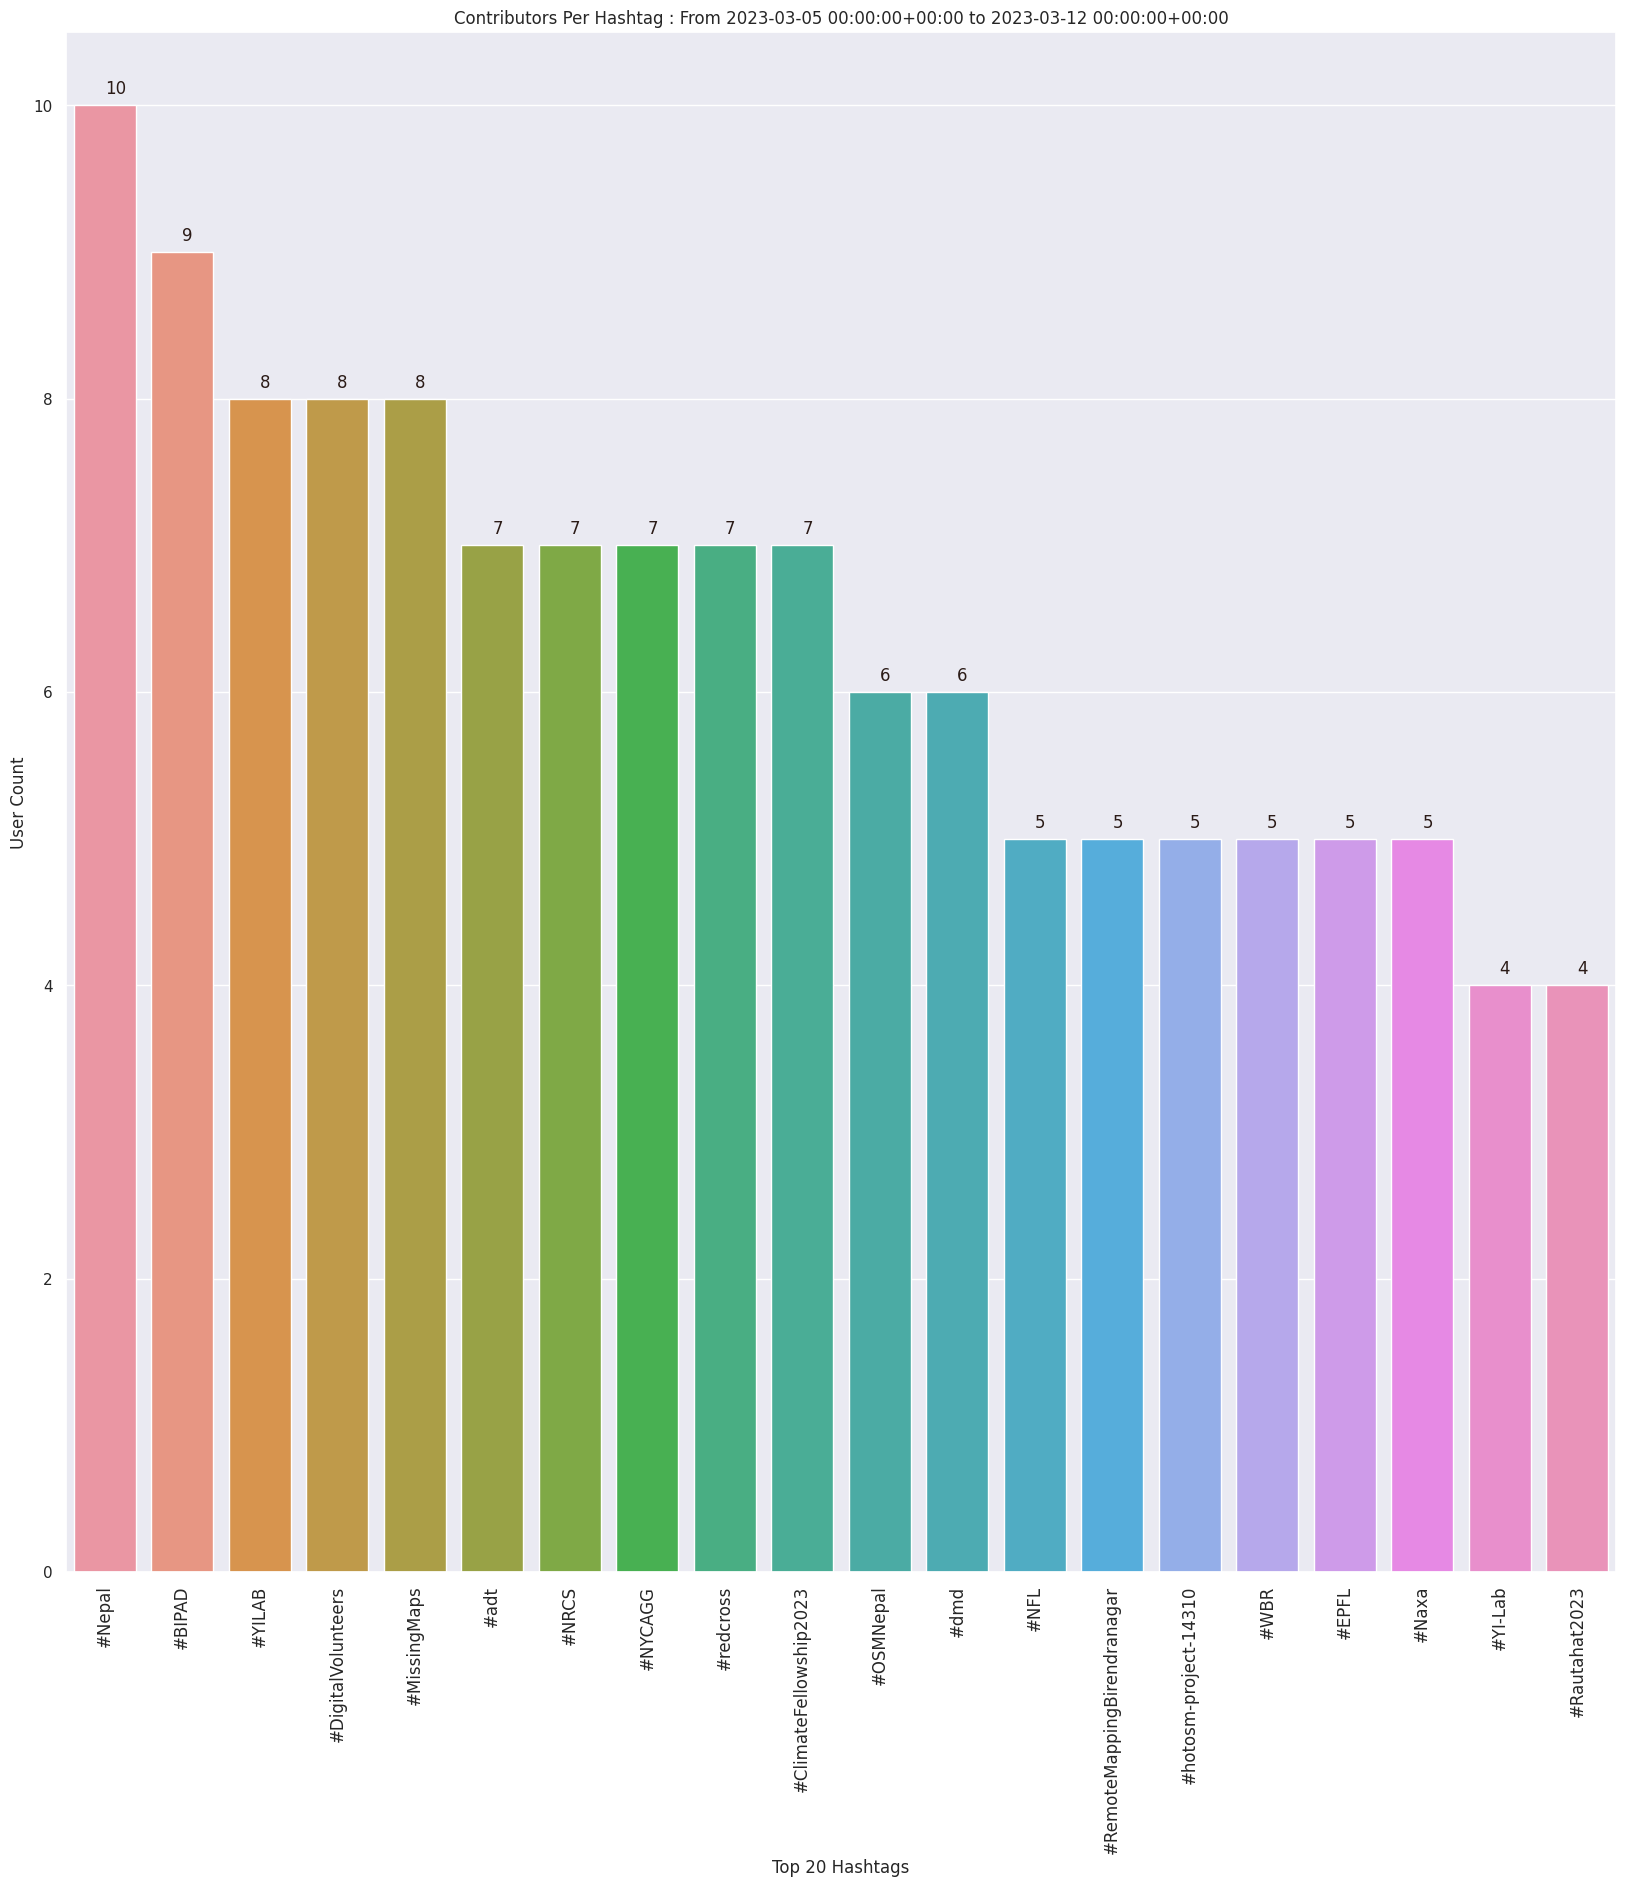 Contributors Per Hashtag : From 2023-03-05 00:00:00+00:00 to 2023-03-12 00:00:00+00:00
User Count
10
8
6
4
2
0
10
9
8
8
8
7
7
7
7
7
6
6
5
5
5
5
5
5
4
4
#Nepal
#BIPAD
#YILAB
#DigitalVolunteers
#MissingMaps
#adt
#NRCS
#NYCAGG
#redcross
#ClimateFellowship2023
#OSMNepal
#dmd
#NFL
#RemoteMappingBirendranagar
#hotosm-project-14310
#WBR
#EPFL
#Naxa
#YI-Lab
#Rautahat2023
Top 20 Hashtags